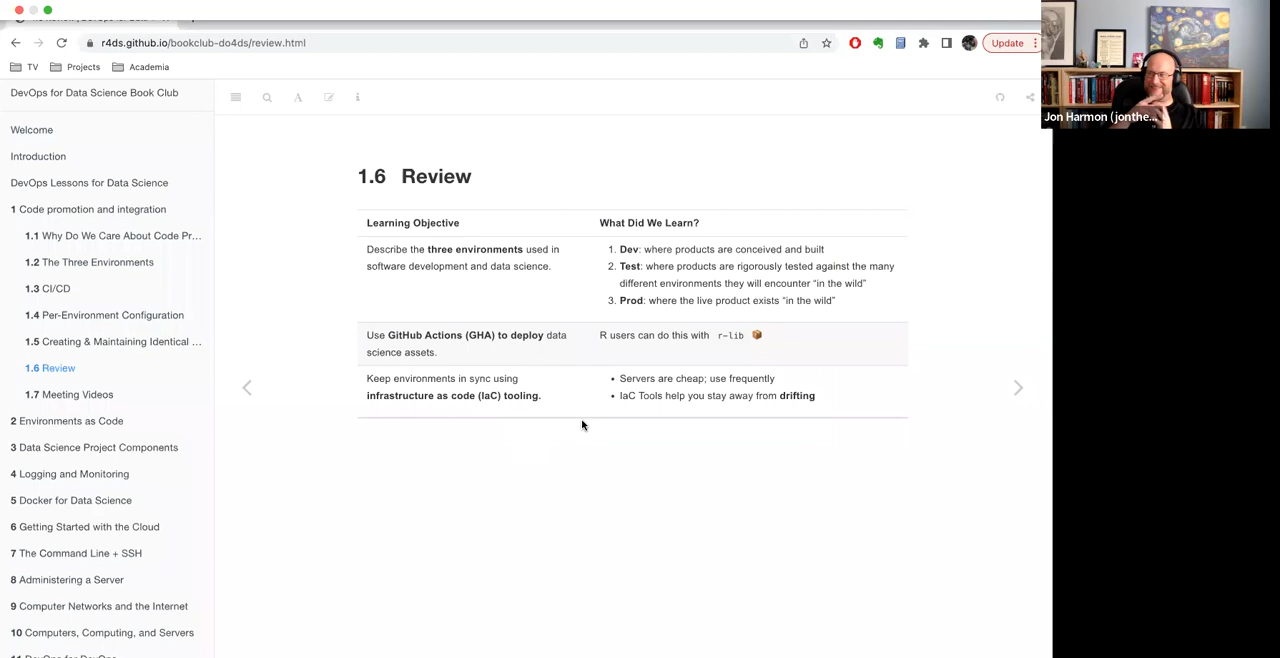 r4ds.github.io/bookclub-do4ds/review.html
Update
TV
Projects
Academia
Jon Harmon (jonthe...
DevOps for Data Science Book Club
Welcome
Introduction
DevOps Lessons for Data Science
1 Code promotion and integration
1.1 Why Do We Care About Code Pr...
1.2 The Three Environments
1.3 CI/CD
1.4 Per-Environment Configuration
1.5 Creating & Maintaining Identical ...
1.6 Review
1.7 Meeting Videos
2 Environments as Code
3 Data Science Project Components
4 Logging and Monitoring
5 Docker for Data Science
6 Getting Started with the Cloud
7 The Command Line + SSH
8 Administering a Server
9 Computer Networks and the Internet
10 Computers, Computing, and Servers
1.6 Review
Learning Objective
What Did We Learn?
Describe the three environments used in
software development and data science.
1. Dev: where products are conceived and built
2. Test: where products are rigorously tested against the many
different environments they will encounter “in the wild”
3. Prod: where the live product exists “in the wild”
Use GitHub Actions (GHA) to deploy data
science assets.
R users can do this with r-lib 📦
Keep environments in sync using
infrastructure as code (IaC) tooling.
• Servers are cheap; use frequently
• IaC Tools help you stay away from drifting